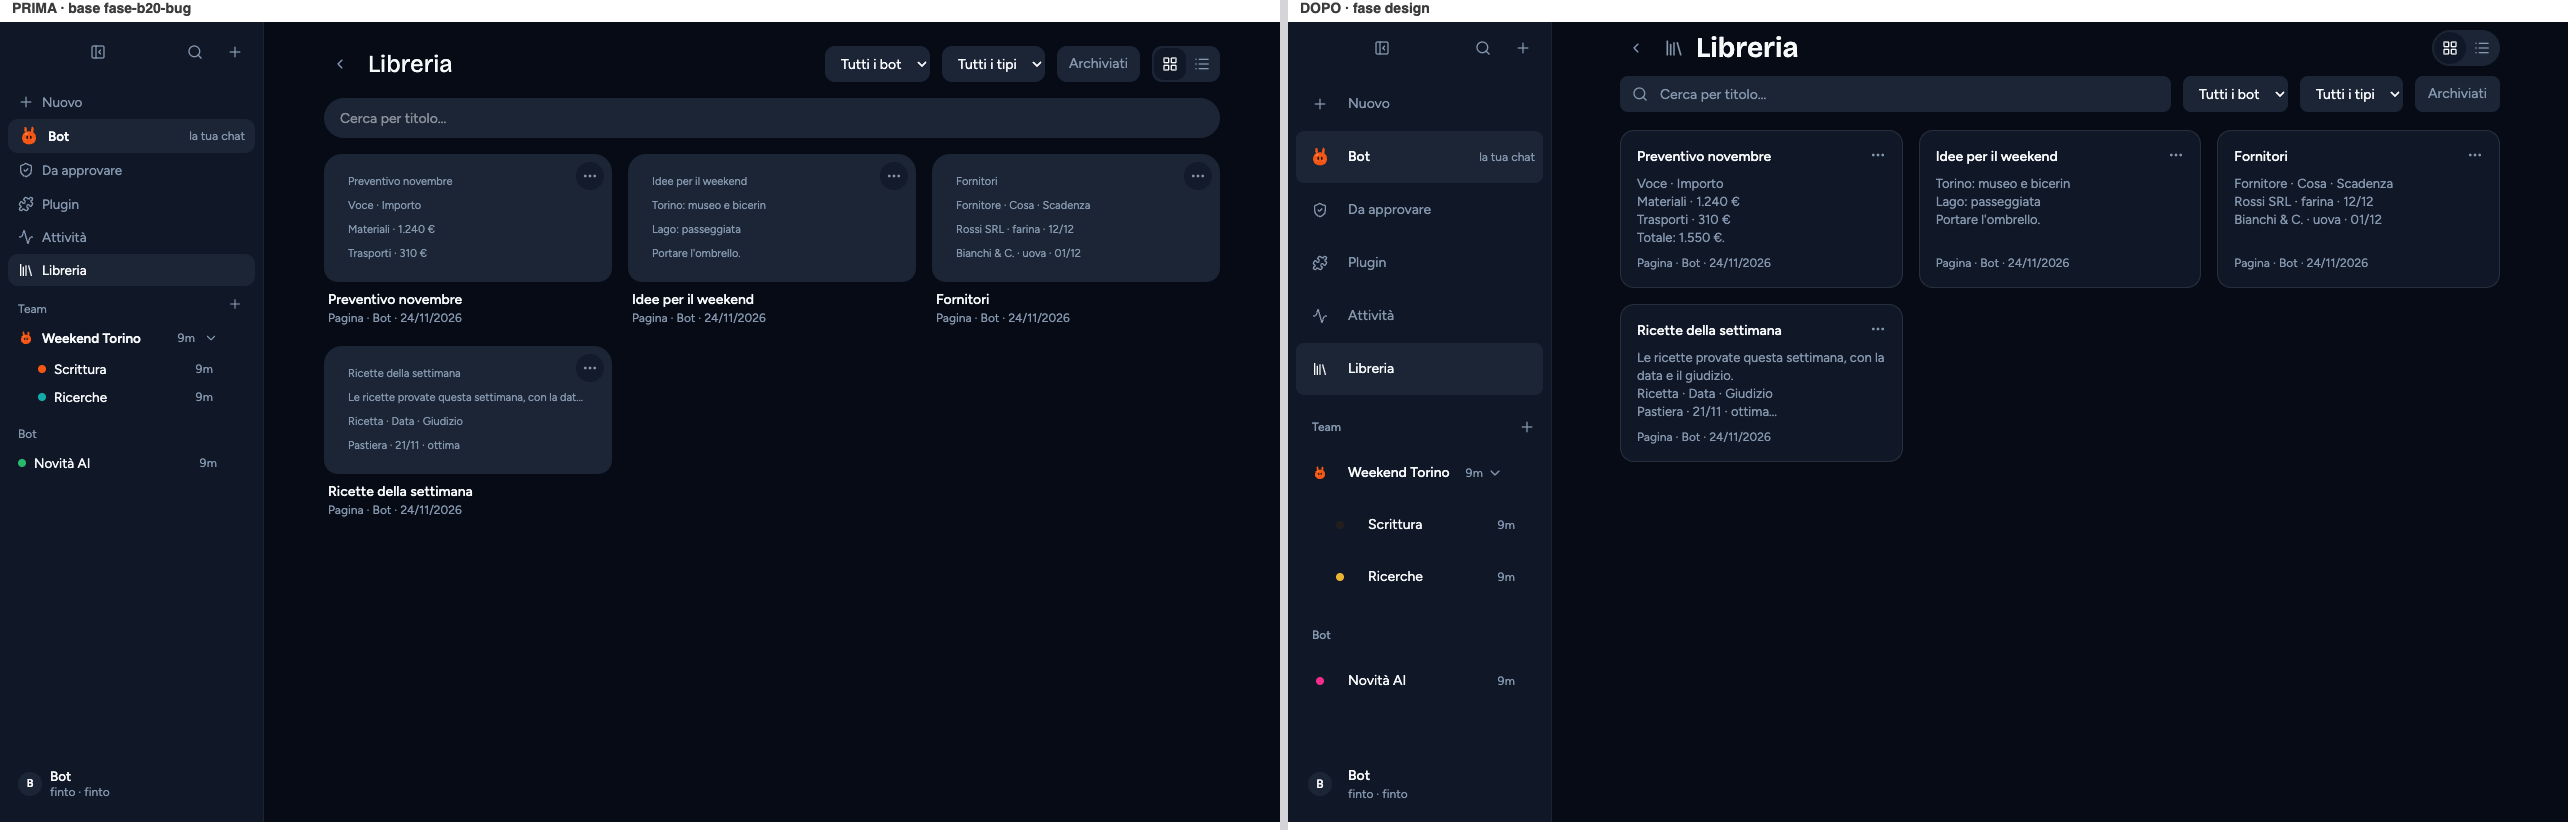 PRIMA · base fase-b20-bug
Nuovo
Bot la tua chat
Da approvare
Plugin
Attività
Libreria
Team
Weekend Torino 9m
Scrittura 9m
Ricerche 9m
Bot
Novità AI 9m
B
Bot
finto · finto
Libreria
Tutti i bot
Tutti i tipi
Archiviati
Cerca per titolo...
Preventivo novembre
Voce · Importo
Materiali · 1.240 €
Trasporti · 310 €
Preventivo novembre
Pagina · Bot · 24/11/2026
Idee per il weekend
Torino: museo e bicerin
Lago: passeggiata
Portare l'ombrello.
Idee per il weekend
Pagina · Bot · 24/11/2026
Fornitori
Fornitore · Cosa · Scadenza
Rossi SRL · farina · 12/12
Bianchi & C. · uova · 01/12
Fornitori
Pagina · Bot · 24/11/2026
Ricette della settimana
Le ricette provate questa settimana, con la dat...
Ricetta · Data · Giudizio
Pastiera · 21/11 · ottima
Ricette della settimana
Pagina · Bot · 24/11/2026
DOPO · fase design
Nuovo
Bot la tua chat
Da approvare
Plugin
Attività
Libreria
Team
Weekend Torino 9m
Scrittura 9m
Ricerche 9m
Bot
Novità AI 9m
B
Bot
finto · finto
Libreria
Cerca per titolo...
Tutti i bot
Tutti i tipi
Archiviati
Preventivo novembre
Voce · Importo
Materiali · 1.240 €
Trasporti · 310 €
Totale: 1.550 €.
Pagina · Bot · 24/11/2026
Idee per il weekend
Torino: museo e bicerin
Lago: passeggiata
Portare l'ombrello.
Pagina · Bot · 24/11/2026
Fornitori
Fornitore · Cosa · Scadenza
Rossi SRL · farina · 12/12
Bianchi & C. · uova · 01/12
Pagina · Bot · 24/11/2026
Ricette della settimana
Le ricette provate questa settimana, con la
data e il giudizio.
Ricetta · Data · Giudizio
Pastiera · 21/11 · ottima...
Pagina · Bot · 24/11/2026